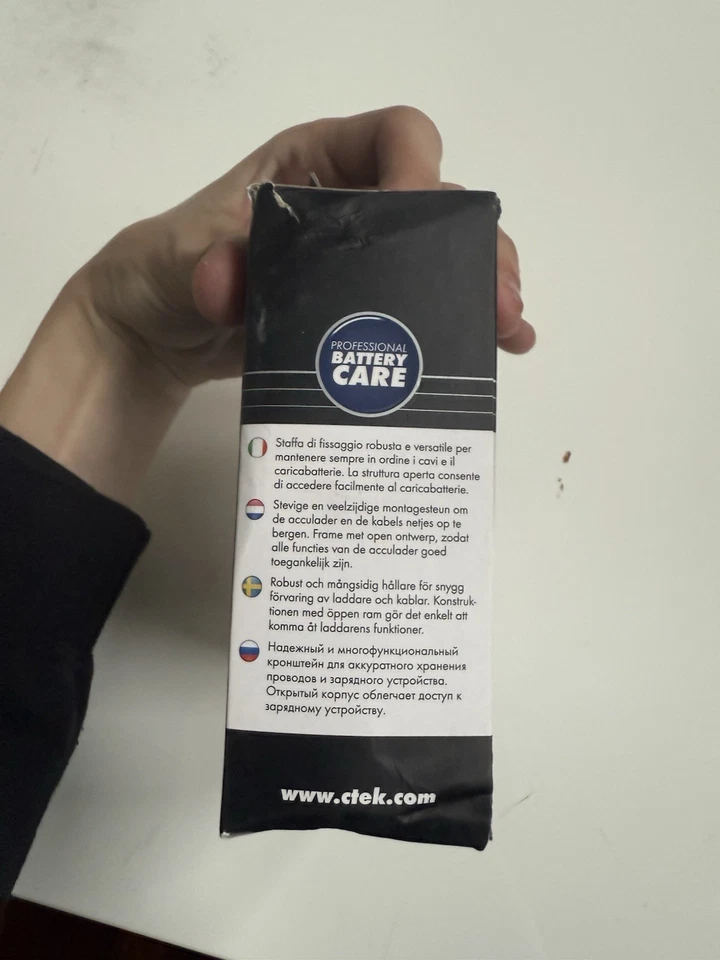 PROFESSIONAL
BATTERY
CARE
Staffa di fissaggio robusta e versatile per
mantenere sempre in ordine i cavi e il
caricabatterie. La struttura aperta consente
di accedere facilmente al caricabatterie.
Stevige en veelzijdige montagesteun om
de acculader en de kabels netjes op te
bergen. Frame met open ontwerp, zodat
alle functies van de acculader goed
toegankelijk zijn.
Robust och mångsidig hållare för snygg
förvaring av laddare och kablar. Konstruk-
tionen med öppen ram gör det enkelt att
komma åt laddarens funktioner.
Надежный и многофункциональный
кронштейн для аккуратного хранения
проводов и зарядного устройства.
Открытый корпус облегчает доступ к
зарядному устройству.
www.ctek.com